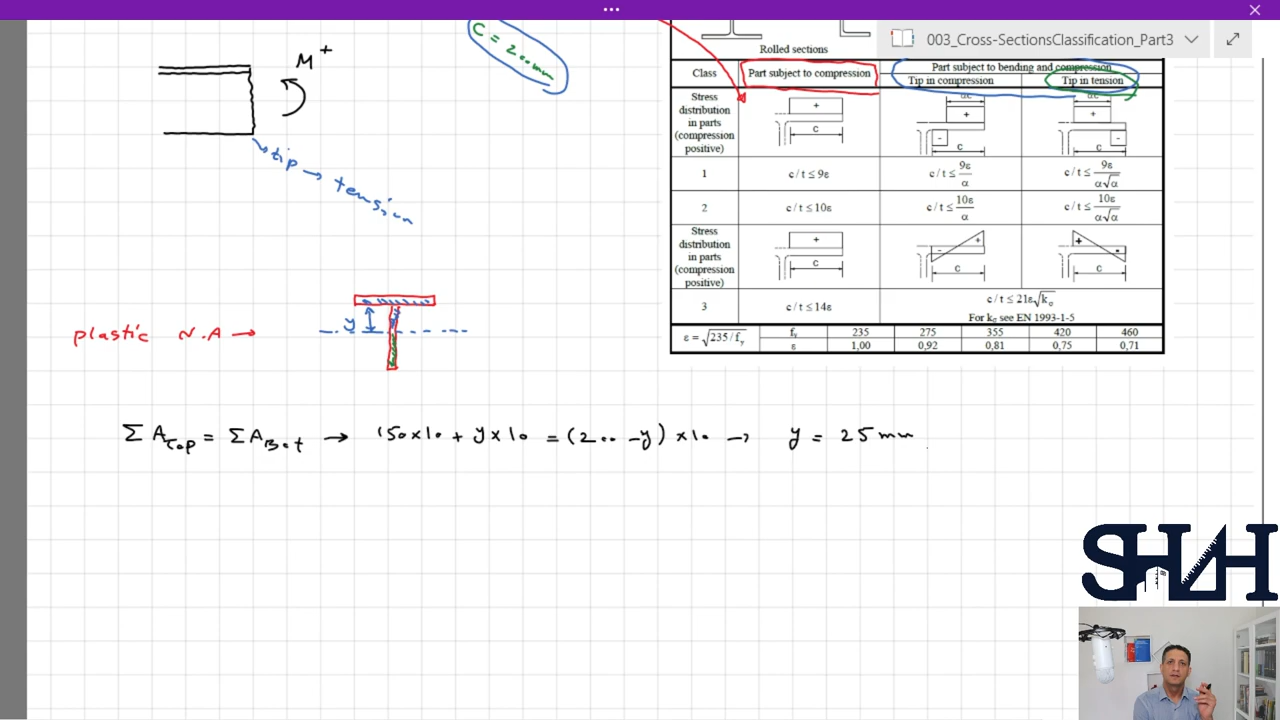 003_Cross-SectionsClassification_Part3
M+
C = 200mm
tip → tension
plastic N.A →
y
ΣA_Top = ΣA_Bot → 150×10 + y×10 = (200-y)×10 → y = 25mm
Rolled sections
Class
Part subject to compression
Part subject to bending and compression
Tip in compression
Tip in tension
Stress
distribution
in parts
(compression
positive)
+
c
αc
+
-
c
αc
+
-
c
1
c/t ≤ 9ε
c/t ≤ 9ε/α
c/t ≤ 9ε/(α√α)
2
c/t ≤ 10ε
c/t ≤ 10ε/α
c/t ≤ 10ε/(α√α)
Stress
distribution
in parts
(compression
positive)
+
c
-
+
c
+
-
c
3
c/t ≤ 14ε
c/t ≤ 21ε√kσ
For kσ see EN 1993-1-5
ε = √235/fy
fy 235 275 355 420 460
ε 1,00 0,92 0,81 0,75 0,71
SHZH